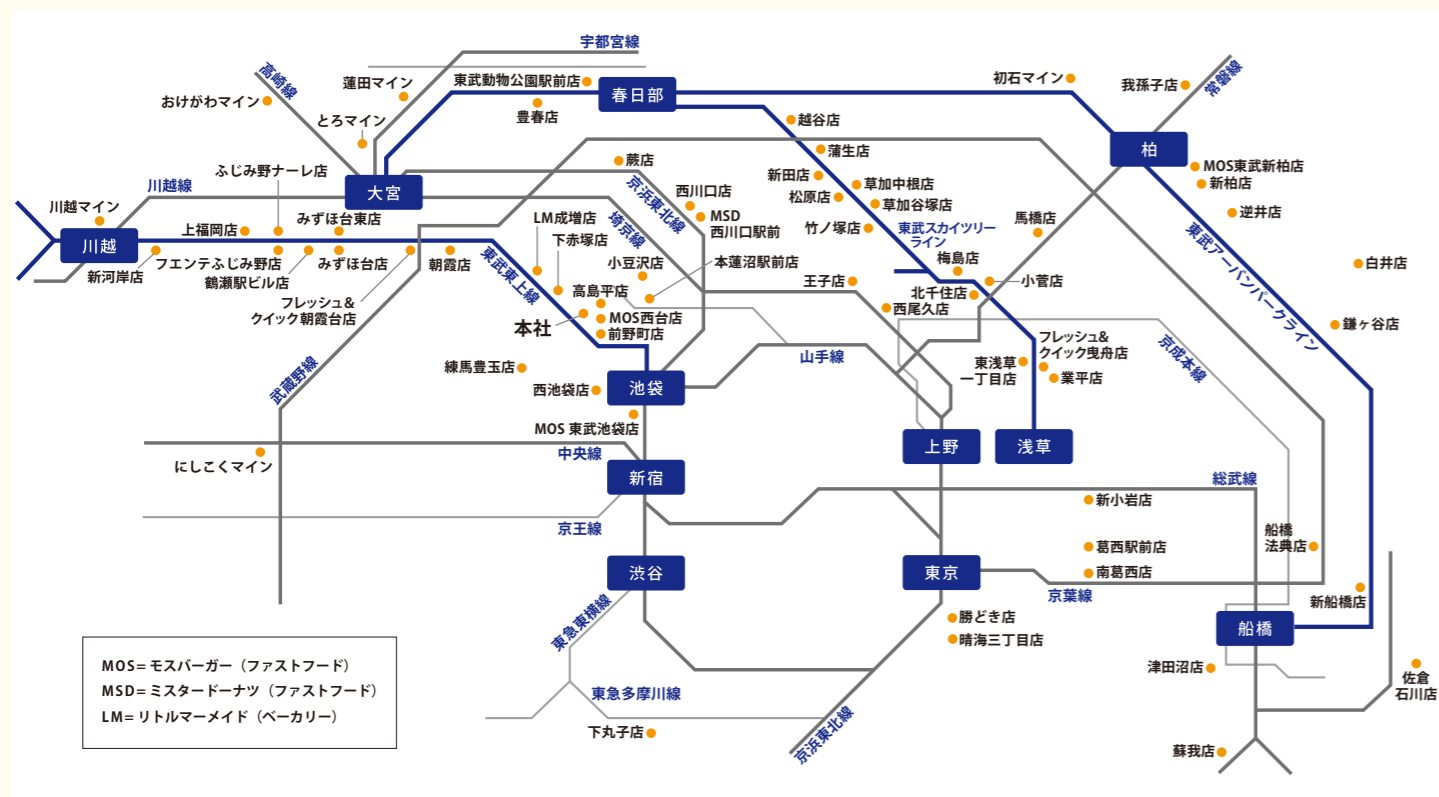 宇都宮線
高崎線
蓮田マイン
おけがわマイン
とろマイン
東武動物公園駅前店
豊春店
春日部
初石マイン
我孫子店
常磐線
越谷店
蒲生店
柏
MOS東武新柏店
新柏店
逆井店
ふじみ野ナーレ店
川越線
大宮
蕨店
京浜東北線
西川口店
MSD
西川口駅前
新田店
松原店
草加中根店
草加谷塚店
竹ノ塚店
東武スカイツリー
ライン
馬橋店
東武アーバンパークライン
白井店
鎌ヶ谷店
川越マイン
川越
上福岡店
みずほ台東店
新河岸店
フエンテふじみ野店
鶴瀬駅ビル店
みずほ台店
フレッシュ&
クイック朝霞台店
朝霞店
東武東上線
LM成増店
下赤塚店
埼京線
小豆沢店
本蓮沼駅前店
高島平店
本社
MOS西台店
前野町店
王子店
西尾久店
梅島店
北千住店
小菅店
フレッシュ&
クイック曳舟店
東浅草
一丁目店
業平店
京成本線
山手線
武蔵野線
練馬豊玉店
西池袋店
池袋
MOS 東武池袋店
上野
浅草
にしこくマイン
中央線
新宿
京王線
総武線
新小岩店
船橋
法典店
葛西駅前店
南葛西店
渋谷
東京
京葉線
新船橋店
東急東横線
勝どき店
晴海三丁目店
船橋
津田沼店
佐倉
石川店
東急多摩川線
下丸子店
京浜東北線
蘇我店
MOS=モスバーガー（ファストフード）
MSD=ミスタードーナツ（ファストフード）
LM=リトルマーメイド（ベーカリー）